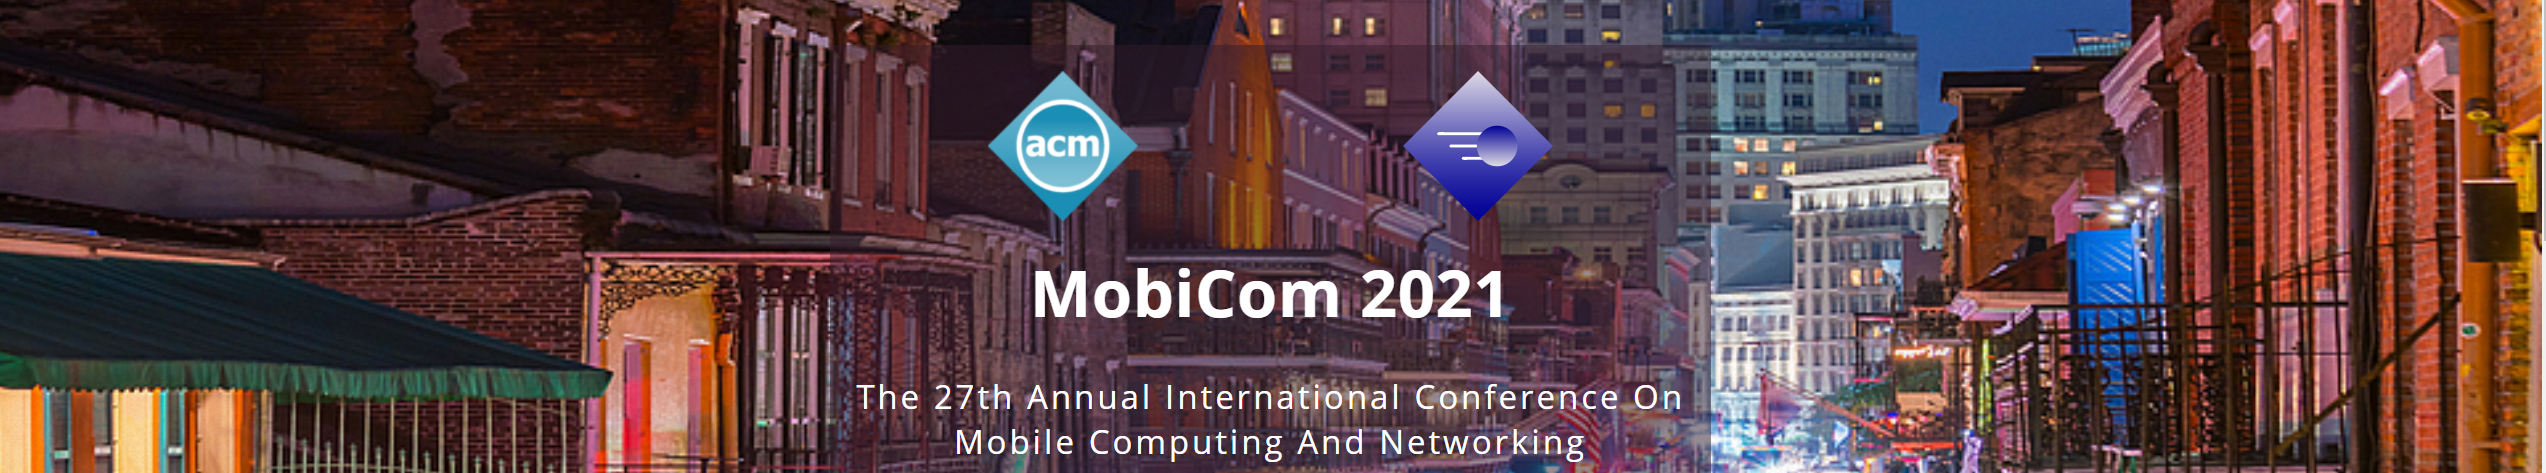 acm
MobiCom 2021
The 27th Annual International Conference On
Mobile Computing And Networking